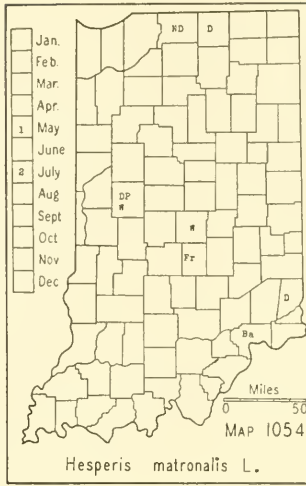 ND D
Jan.
Feb.
Mar.
Apr.
1 May
June
2 July
Aug
Sept
Oct
Nov
Dec
DP
W
W
Fr
D
Ba
Miles
0 50
MAP 1054
Hesperis matronalis L.